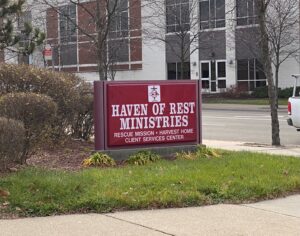 HAVEN OF REST
MINISTRIES
RESCUE MISSION • HARVEST HOME
CLIENT SERVICES CENTER